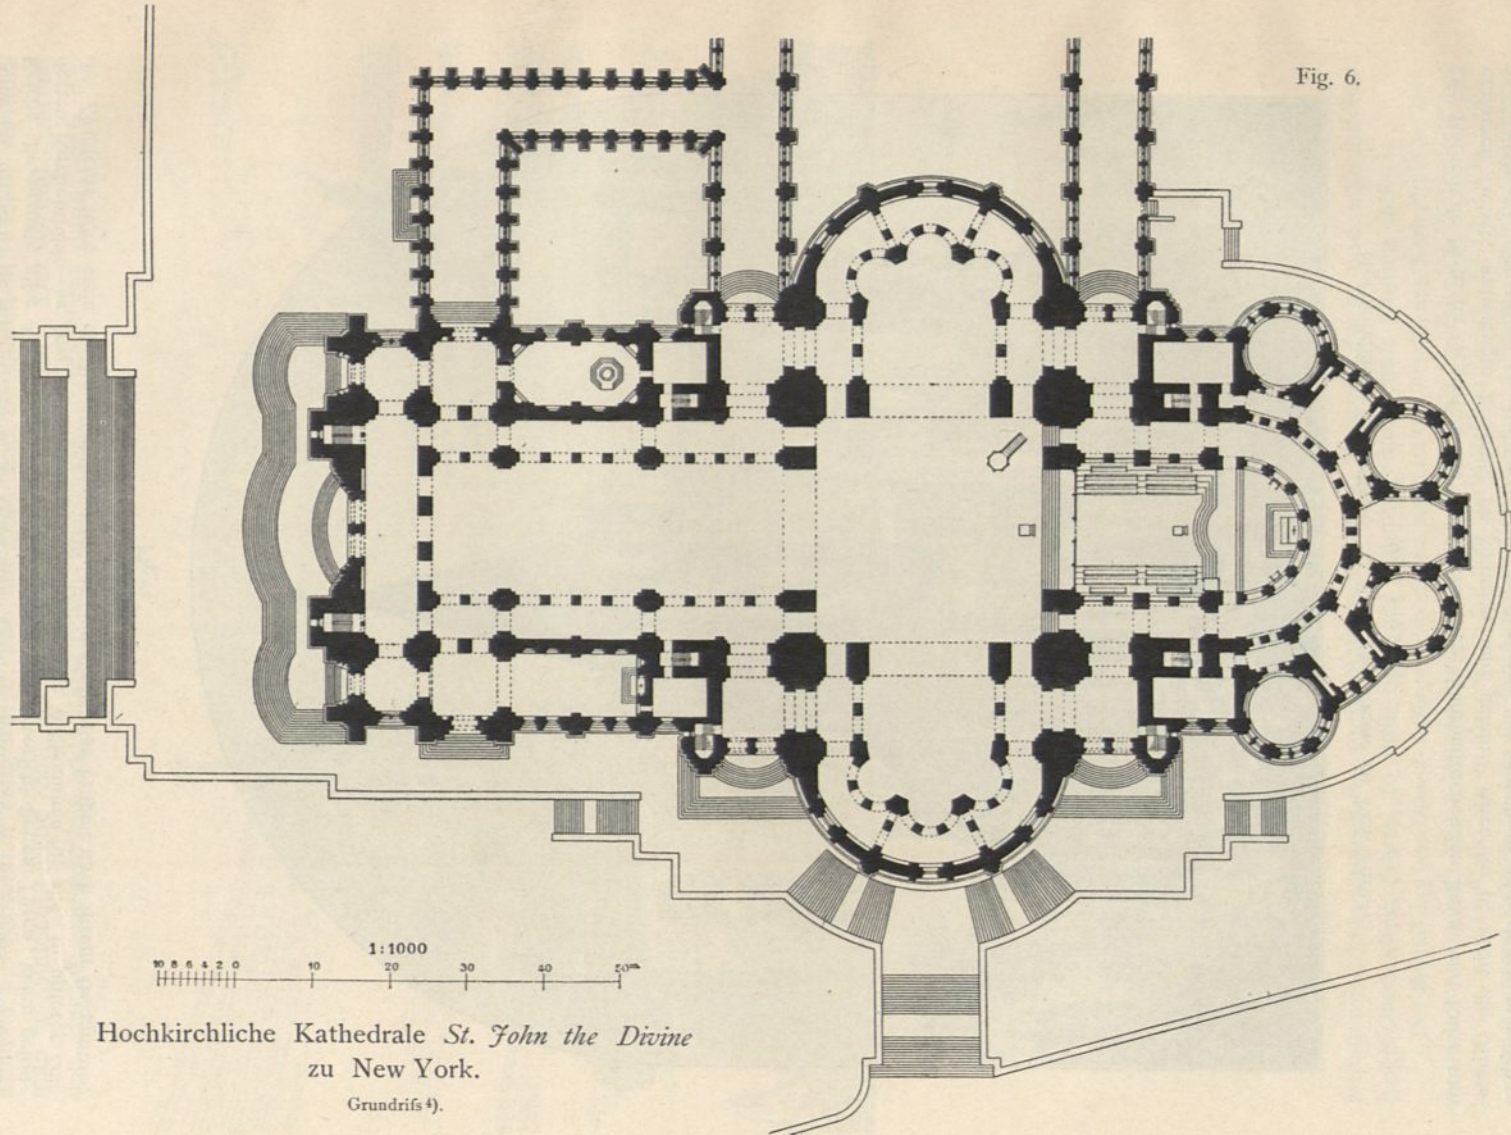 Fig. 6.
1:1000
10 8 6 4 2 0 10 20 30 40 50m
Hochkirchliche Kathedrale St. John the Divine
zu New York.
Grundriſs 4).